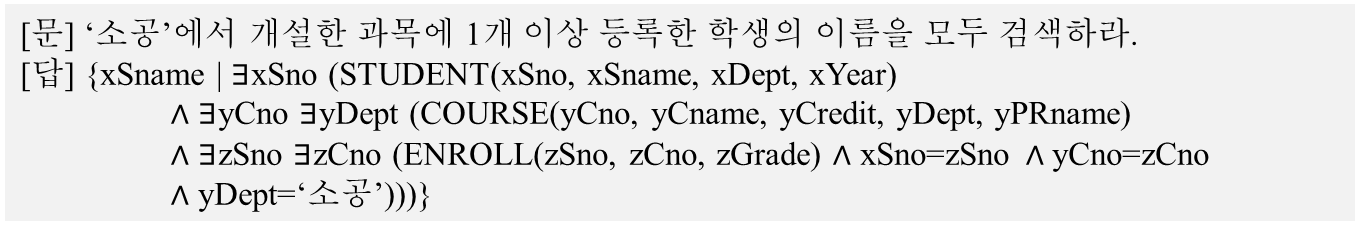 [문] ‘소공’에서 개설한 과목에 1개 이상 등록한 학생의 이름을 모두 검색하라.
[답] {xSname | ∃xSno (STUDENT(xSno, xSname, xDept, xYear)
∧ ∃yCno ∃yDept (COURSE(yCno, yCname, yCredit, yDept, yPRname)
∧ ∃zSno ∃zCno (ENROLL(zSno, zCno, zGrade) ∧ xSno=zSno ∧ yCno=zCno
∧ yDept=‘소공’)))}